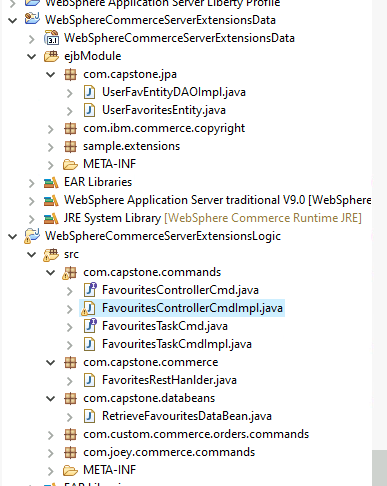 WebSphere Application Server Liberty Profile
WebSphereCommerceServerExtensionsData
WebSphereCommerceServerExtensionsData
ejbModule
com.capstone.jpa
UserFavEntityDAOImpl.java
UserFavoritesEntity.java
com.ibm.commerce.copyright
sample.extensions
META-INF
EAR Libraries
WebSphere Application Server traditional V9.0 [WebSphere
JRE System Library [WebSphere Commerce Runtime JRE]
WebSphereCommerceServerExtensionsLogic
src
com.capstone.commands
FavouritesControllerCmd.java
FavouritesControllerCmdImpl.java
FavouritesTaskCmd.java
FavouritesTaskCmdImpl.java
com.capstone.commerce
FavoritesRestHanlder.java
com.capstone.databeans
RetrieveFavouritesDataBean.java
com.custom.commerce.orders.commands
com.joey.commerce.commands
META-INF
EAR Libraries